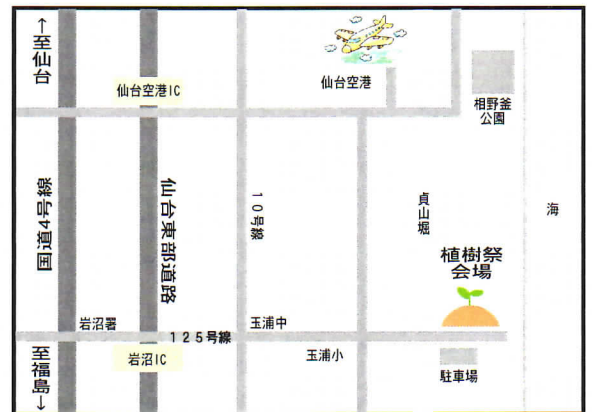 ↑至仙台
仙台空港IC
仙台空港
相野釜
公園
国道4号線
仙台東部道路
10号線
貞山堀
海
植樹祭
会場
岩沼署
125号線
玉浦中
岩沼IC
玉浦小
駐車場
至福島↓